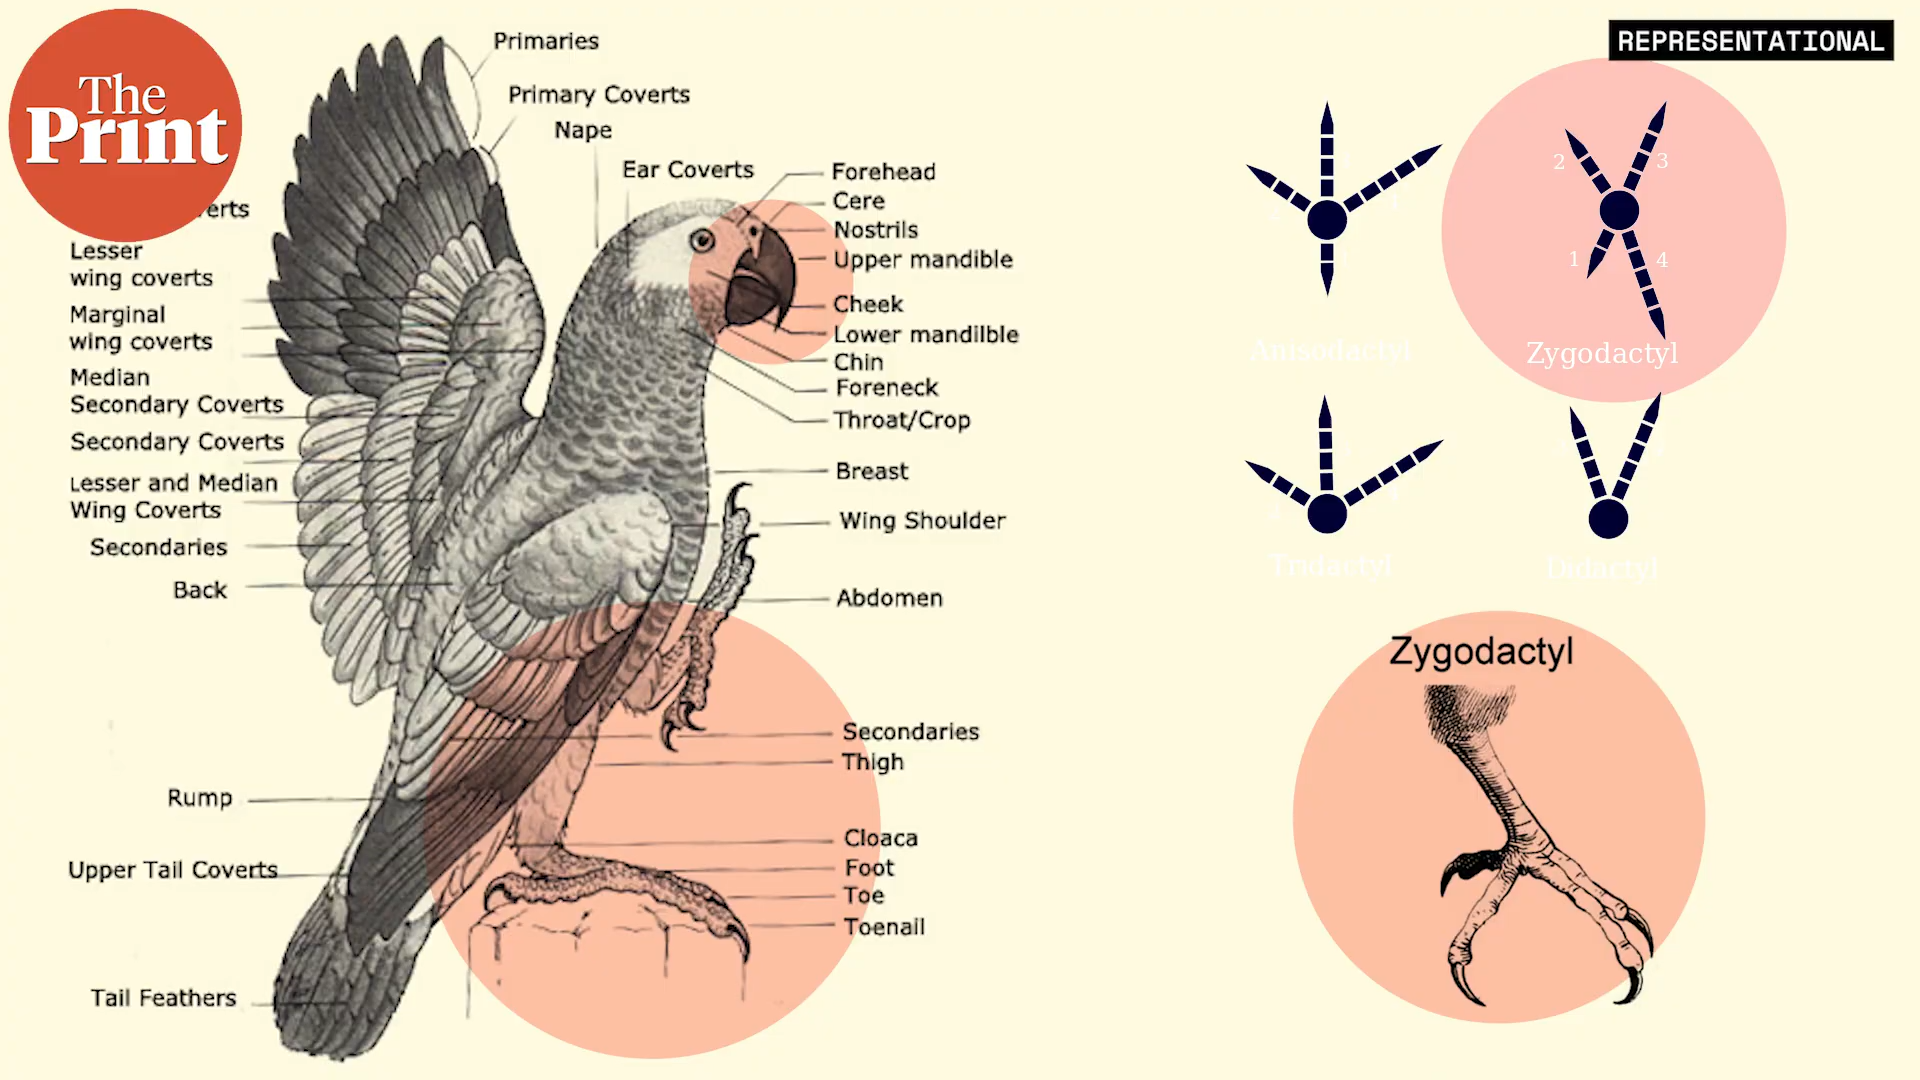 The
Print
REPRESENTATIONAL
Primaries
Primary Coverts
Nape
Ear Coverts
Forehead
Cere
Nostrils
Upper mandible
Cheek
Lower mandilble
Chin
Foreneck
Throat/Crop
Breast
Wing Shoulder
Abdomen
Secondaries
Thigh
Cloaca
Foot
Toe
Toenail
Lesser
wing coverts
Marginal
wing coverts
Median
Secondary Coverts
Secondary Coverts
Lesser and Median
Wing Coverts
Secondaries
Back
Rump
Upper Tail Coverts
Tail Feathers
Anisodactyl
2
3
1
4
Zygodactyl
Tridactyl
Didactyl
Zygodactyl